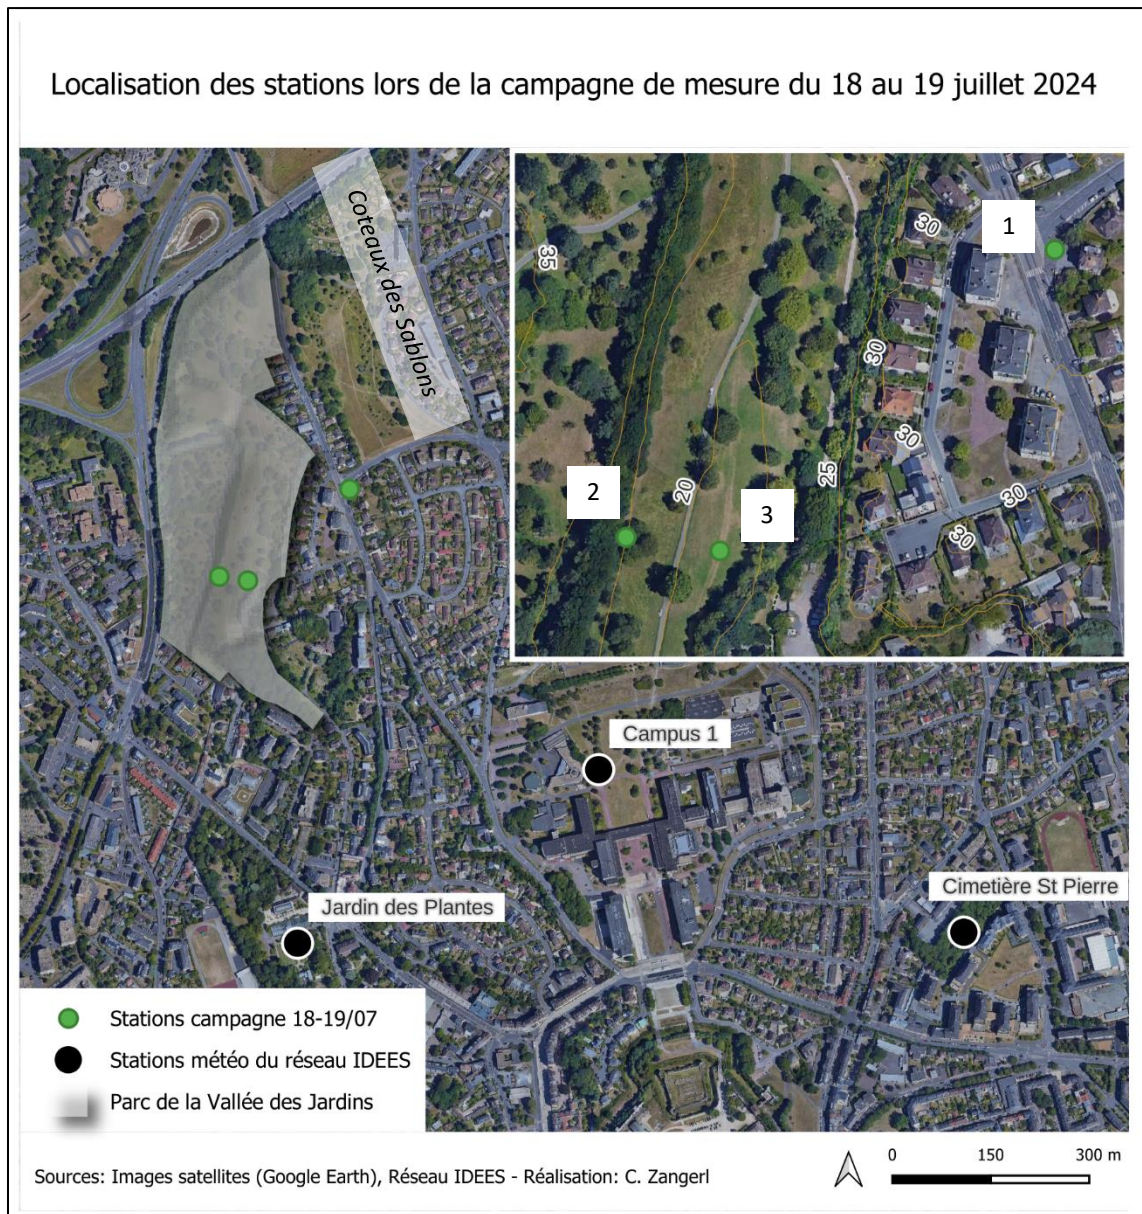 Localisation des stations lors de la campagne de mesure du 18 au 19 juillet 2024
Coteaux des Sablons
1
30
35
30
2
20
3
25
30
30
30
Campus 1
Jardin des Plantes
Cimetière St Pierre
Stations campagne 18-19/07
Stations météo du réseau IDEES
Parc de la Vallée des Jardins
Sources: Images satellites (Google Earth), Réseau IDEES - Réalisation: C. Zangerl
0 150 300 m